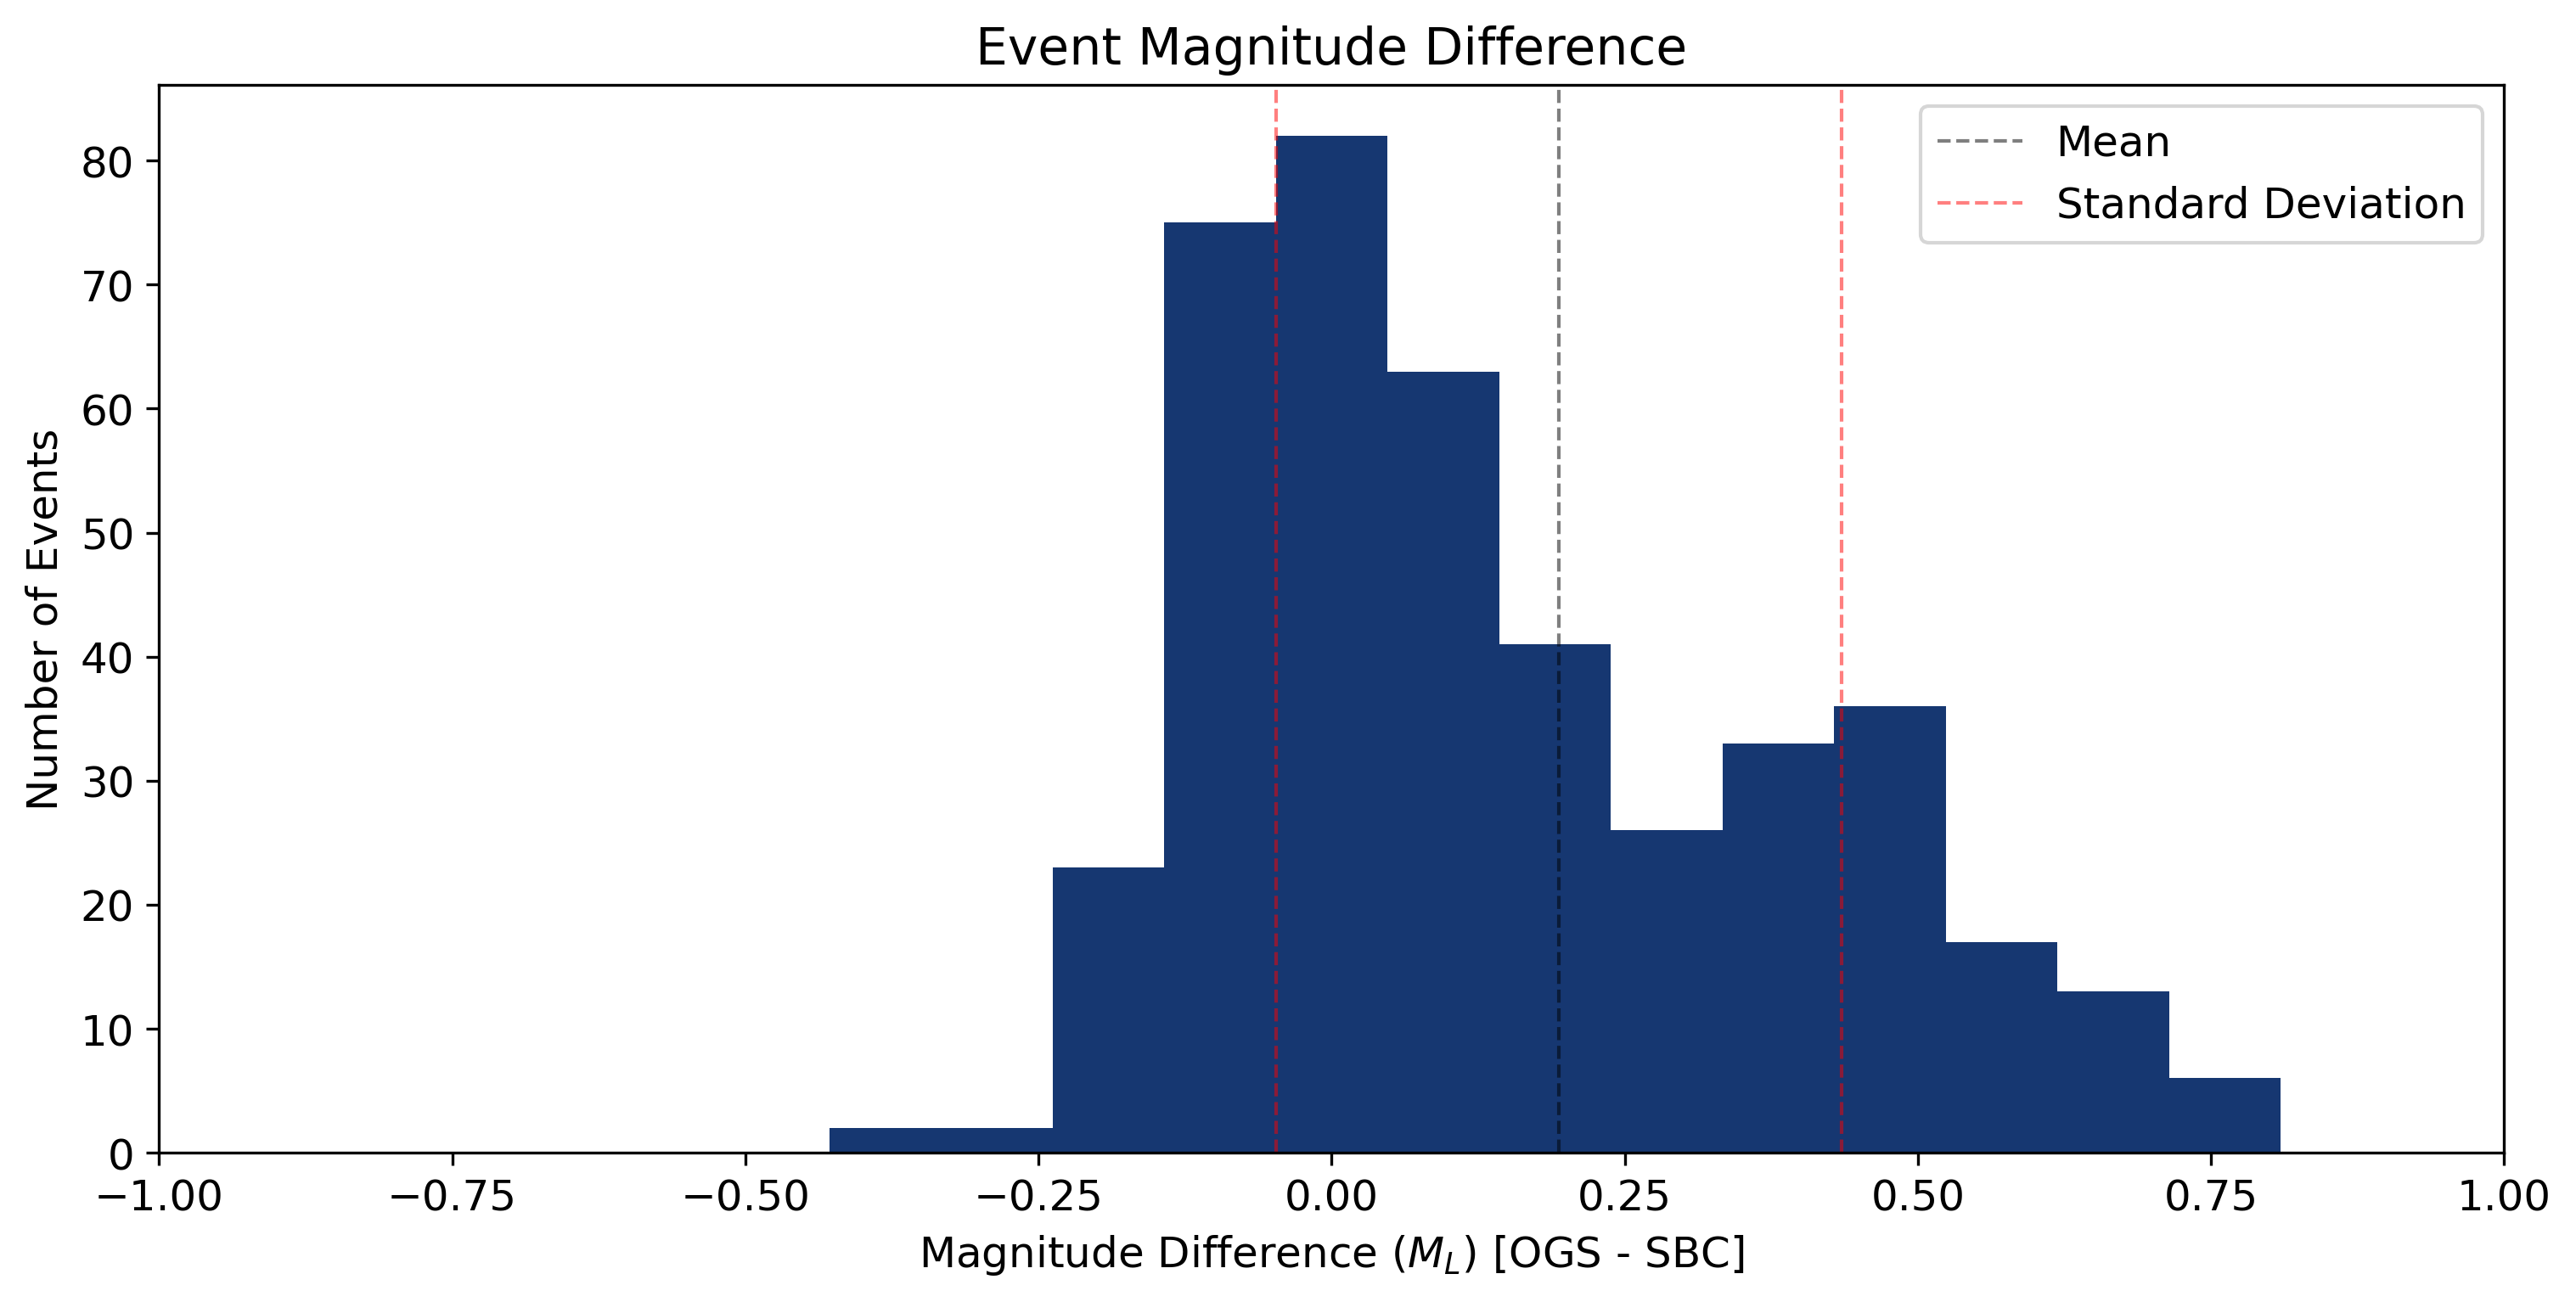 Event Magnitude Difference
Mean
Standard Deviation
Number of Events
80
70
60
50
40
30
20
10
0
−1.00 −0.75 −0.50 −0.25 0.00 0.25 0.50 0.75 1.00
Magnitude Difference (M_L) [OGS - SBC]